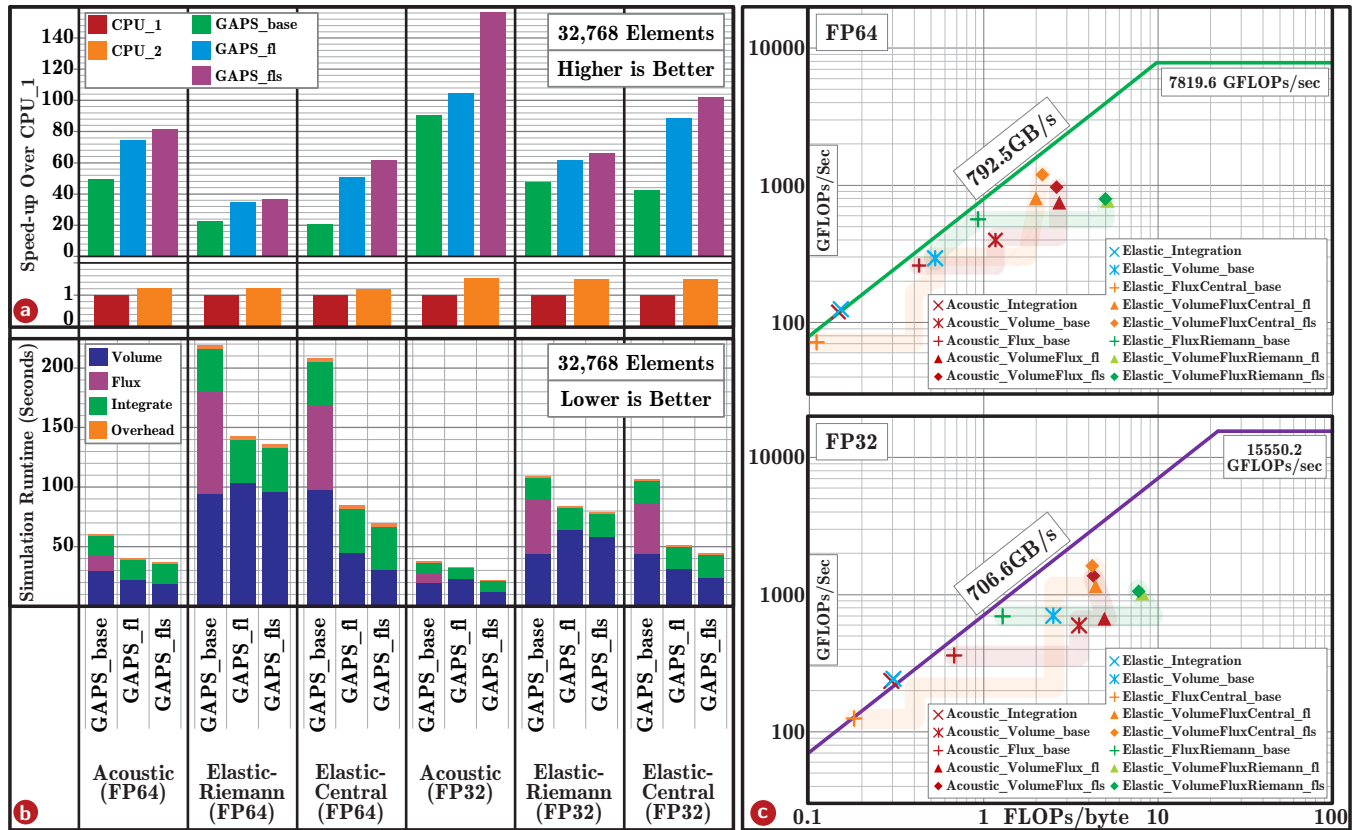 140
120
100
80
60
40
20
0
1
0
Speed-up Over CPU_1
CPU_1
CPU_2
GAPS_base
GAPS_fl
GAPS_fls
32,768 Elements
Higher is Better
a
200
150
100
50
Simulation Runtime (Seconds)
Volume
Flux
Integrate
Overhead
32,768 Elements
Lower is Better
GAPS_base
GAPS_fl
GAPS_fls
GAPS_base
GAPS_fl
GAPS_fls
GAPS_base
GAPS_fl
GAPS_fls
GAPS_base
GAPS_fl
GAPS_fls
GAPS_base
GAPS_fl
GAPS_fls
GAPS_base
GAPS_fl
GAPS_fls
Acoustic
(FP64)
Elastic-
Riemann
(FP64)
Elastic-
Central
(FP64)
Acoustic
(FP32)
Elastic-
Riemann
(FP32)
Elastic-
Central
(FP32)
b
FP64
10000
1000
100
GFLOPs/Sec
792.5GB/s
7819.6 GFLOPs/sec
Acoustic_Integration
Acoustic_Volume_base
Acoustic_Flux_base
Acoustic_VolumeFlux_fl
Acoustic_VolumeFlux_fls
Elastic_Integration
Elastic_Volume_base
Elastic_FluxCentral_base
Elastic_VolumeFluxCentral_fl
Elastic_VolumeFluxCentral_fls
Elastic_FluxRiemann_base
Elastic_VolumeFluxRiemann_fl
Elastic_VolumeFluxRiemann_fls
FP32
10000
1000
100
GFLOPs/Sec
706.6GB/s
15550.2
GFLOPs/sec
Acoustic_Integration
Acoustic_Volume_base
Acoustic_Flux_base
Acoustic_VolumeFlux_fl
Acoustic_VolumeFlux_fls
Elastic_Integration
Elastic_Volume_base
Elastic_FluxCentral_base
Elastic_VolumeFluxCentral_fl
Elastic_VolumeFluxCentral_fls
Elastic_FluxRiemann_base
Elastic_VolumeFluxRiemann_fl
Elastic_VolumeFluxRiemann_fls
0.1
1
10
100
FLOPs/byte
c